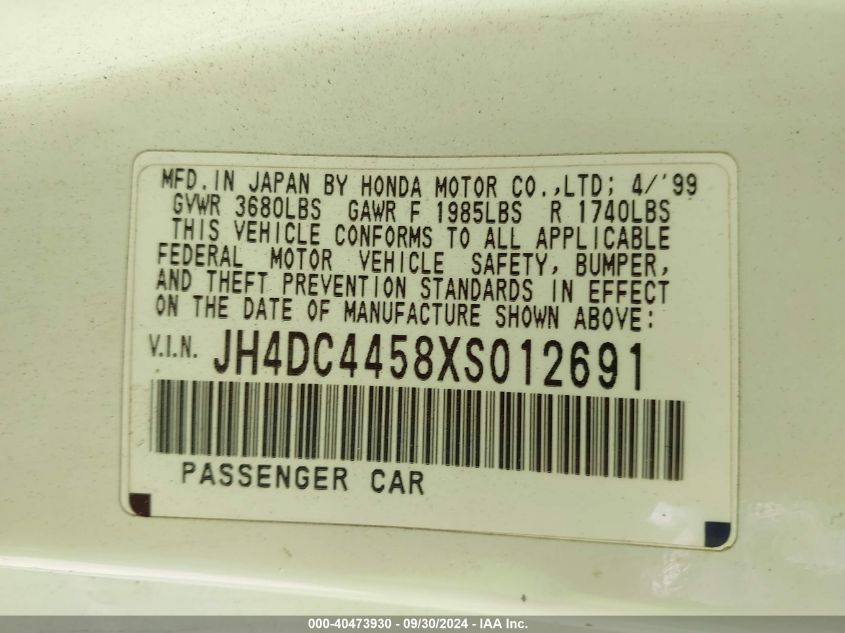 MFD. IN JAPAN BY HONDA MOTOR CO., LTD; 4/'99
GVWR 3680LBS GAWR F 1985LBS R 1740LBS
THIS VEHICLE CONFORMS TO ALL APPLICABLE
FEDERAL MOTOR VEHICLE SAFETY, BUMPER,
AND THEFT PREVENTION STANDARDS IN EFFECT
ON THE DATE OF MANUFACTURE SHOWN ABOVE:
V.I.N. JH4DC4458XS012691
PASSENGER CAR
000-40473930 - 09/30/2024 - IAA Inc.